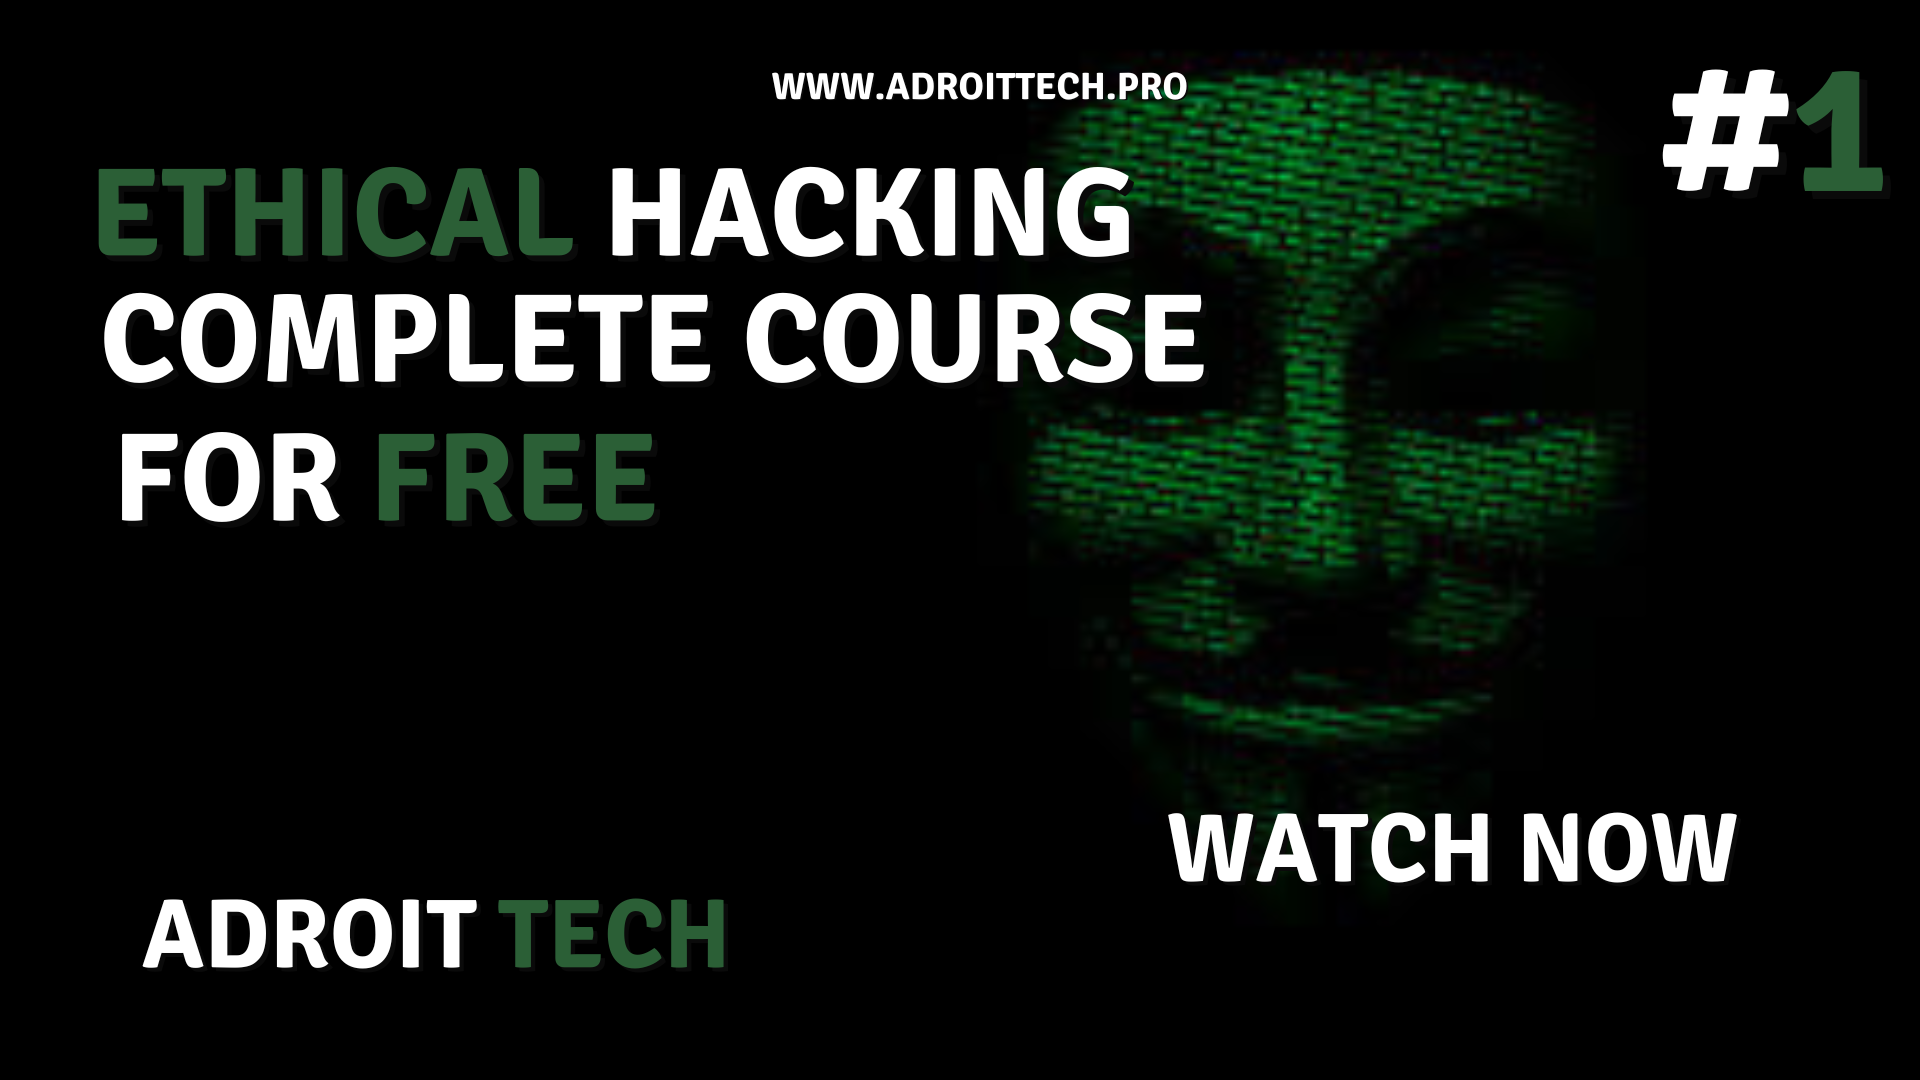 WWW.ADROITTECH.PRO
#1
ETHICAL HACKING
COMPLETE COURSE
FOR FREE
WATCH NOW
ADROIT TECH